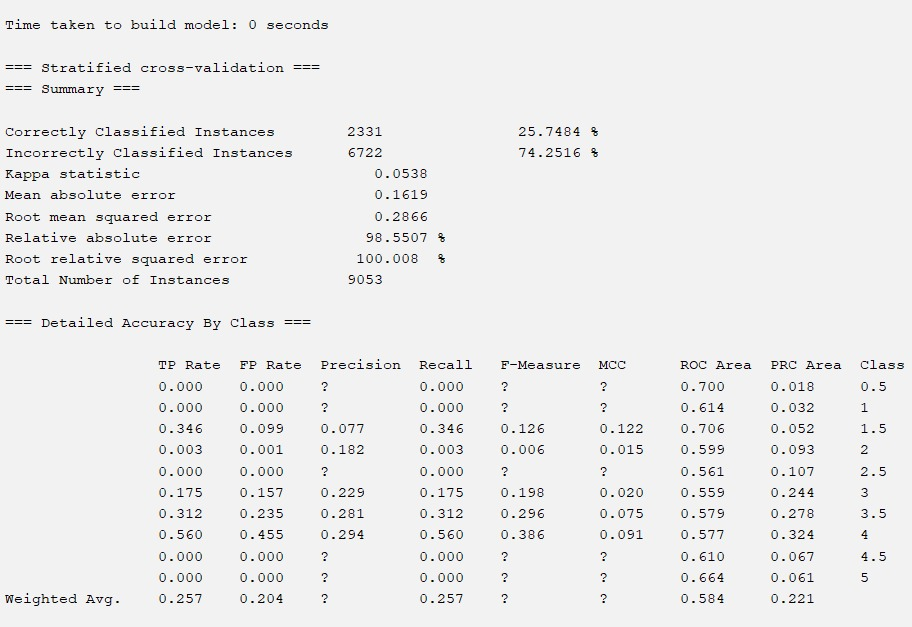 Time taken to build model: 0 seconds
=== Stratified cross-validation ===
=== Summary ===
Correctly Classified Instances 2331 25.7484 %
Incorrectly Classified Instances 6722 74.2516 %
Kappa statistic 0.0538
Mean absolute error 0.1619
Root mean squared error 0.2866
Relative absolute error 98.5507 %
Root relative squared error 100.008 %
Total Number of Instances 9053
=== Detailed Accuracy By Class ===
TP Rate FP Rate Precision Recall F-Measure MCC ROC Area PRC Area Class
0.000 0.000 ? 0.000 ? ? 0.700 0.018 0.5
0.000 0.000 ? 0.000 ? ? 0.614 0.032 1
0.346 0.099 0.077 0.346 0.126 0.122 0.706 0.052 1.5
0.003 0.001 0.182 0.003 0.006 0.015 0.599 0.093 2
0.000 0.000 ? 0.000 ? ? 0.561 0.107 2.5
0.175 0.157 0.229 0.175 0.198 0.020 0.559 0.244 3
0.312 0.235 0.281 0.312 0.296 0.075 0.579 0.278 3.5
0.560 0.455 0.294 0.560 0.386 0.091 0.577 0.324 4
0.000 0.000 ? 0.000 ? ? 0.610 0.067 4.5
0.000 0.000 ? 0.000 ? ? 0.664 0.061 5
Weighted Avg. 0.257 0.204 ? 0.257 ? ? 0.584 0.221